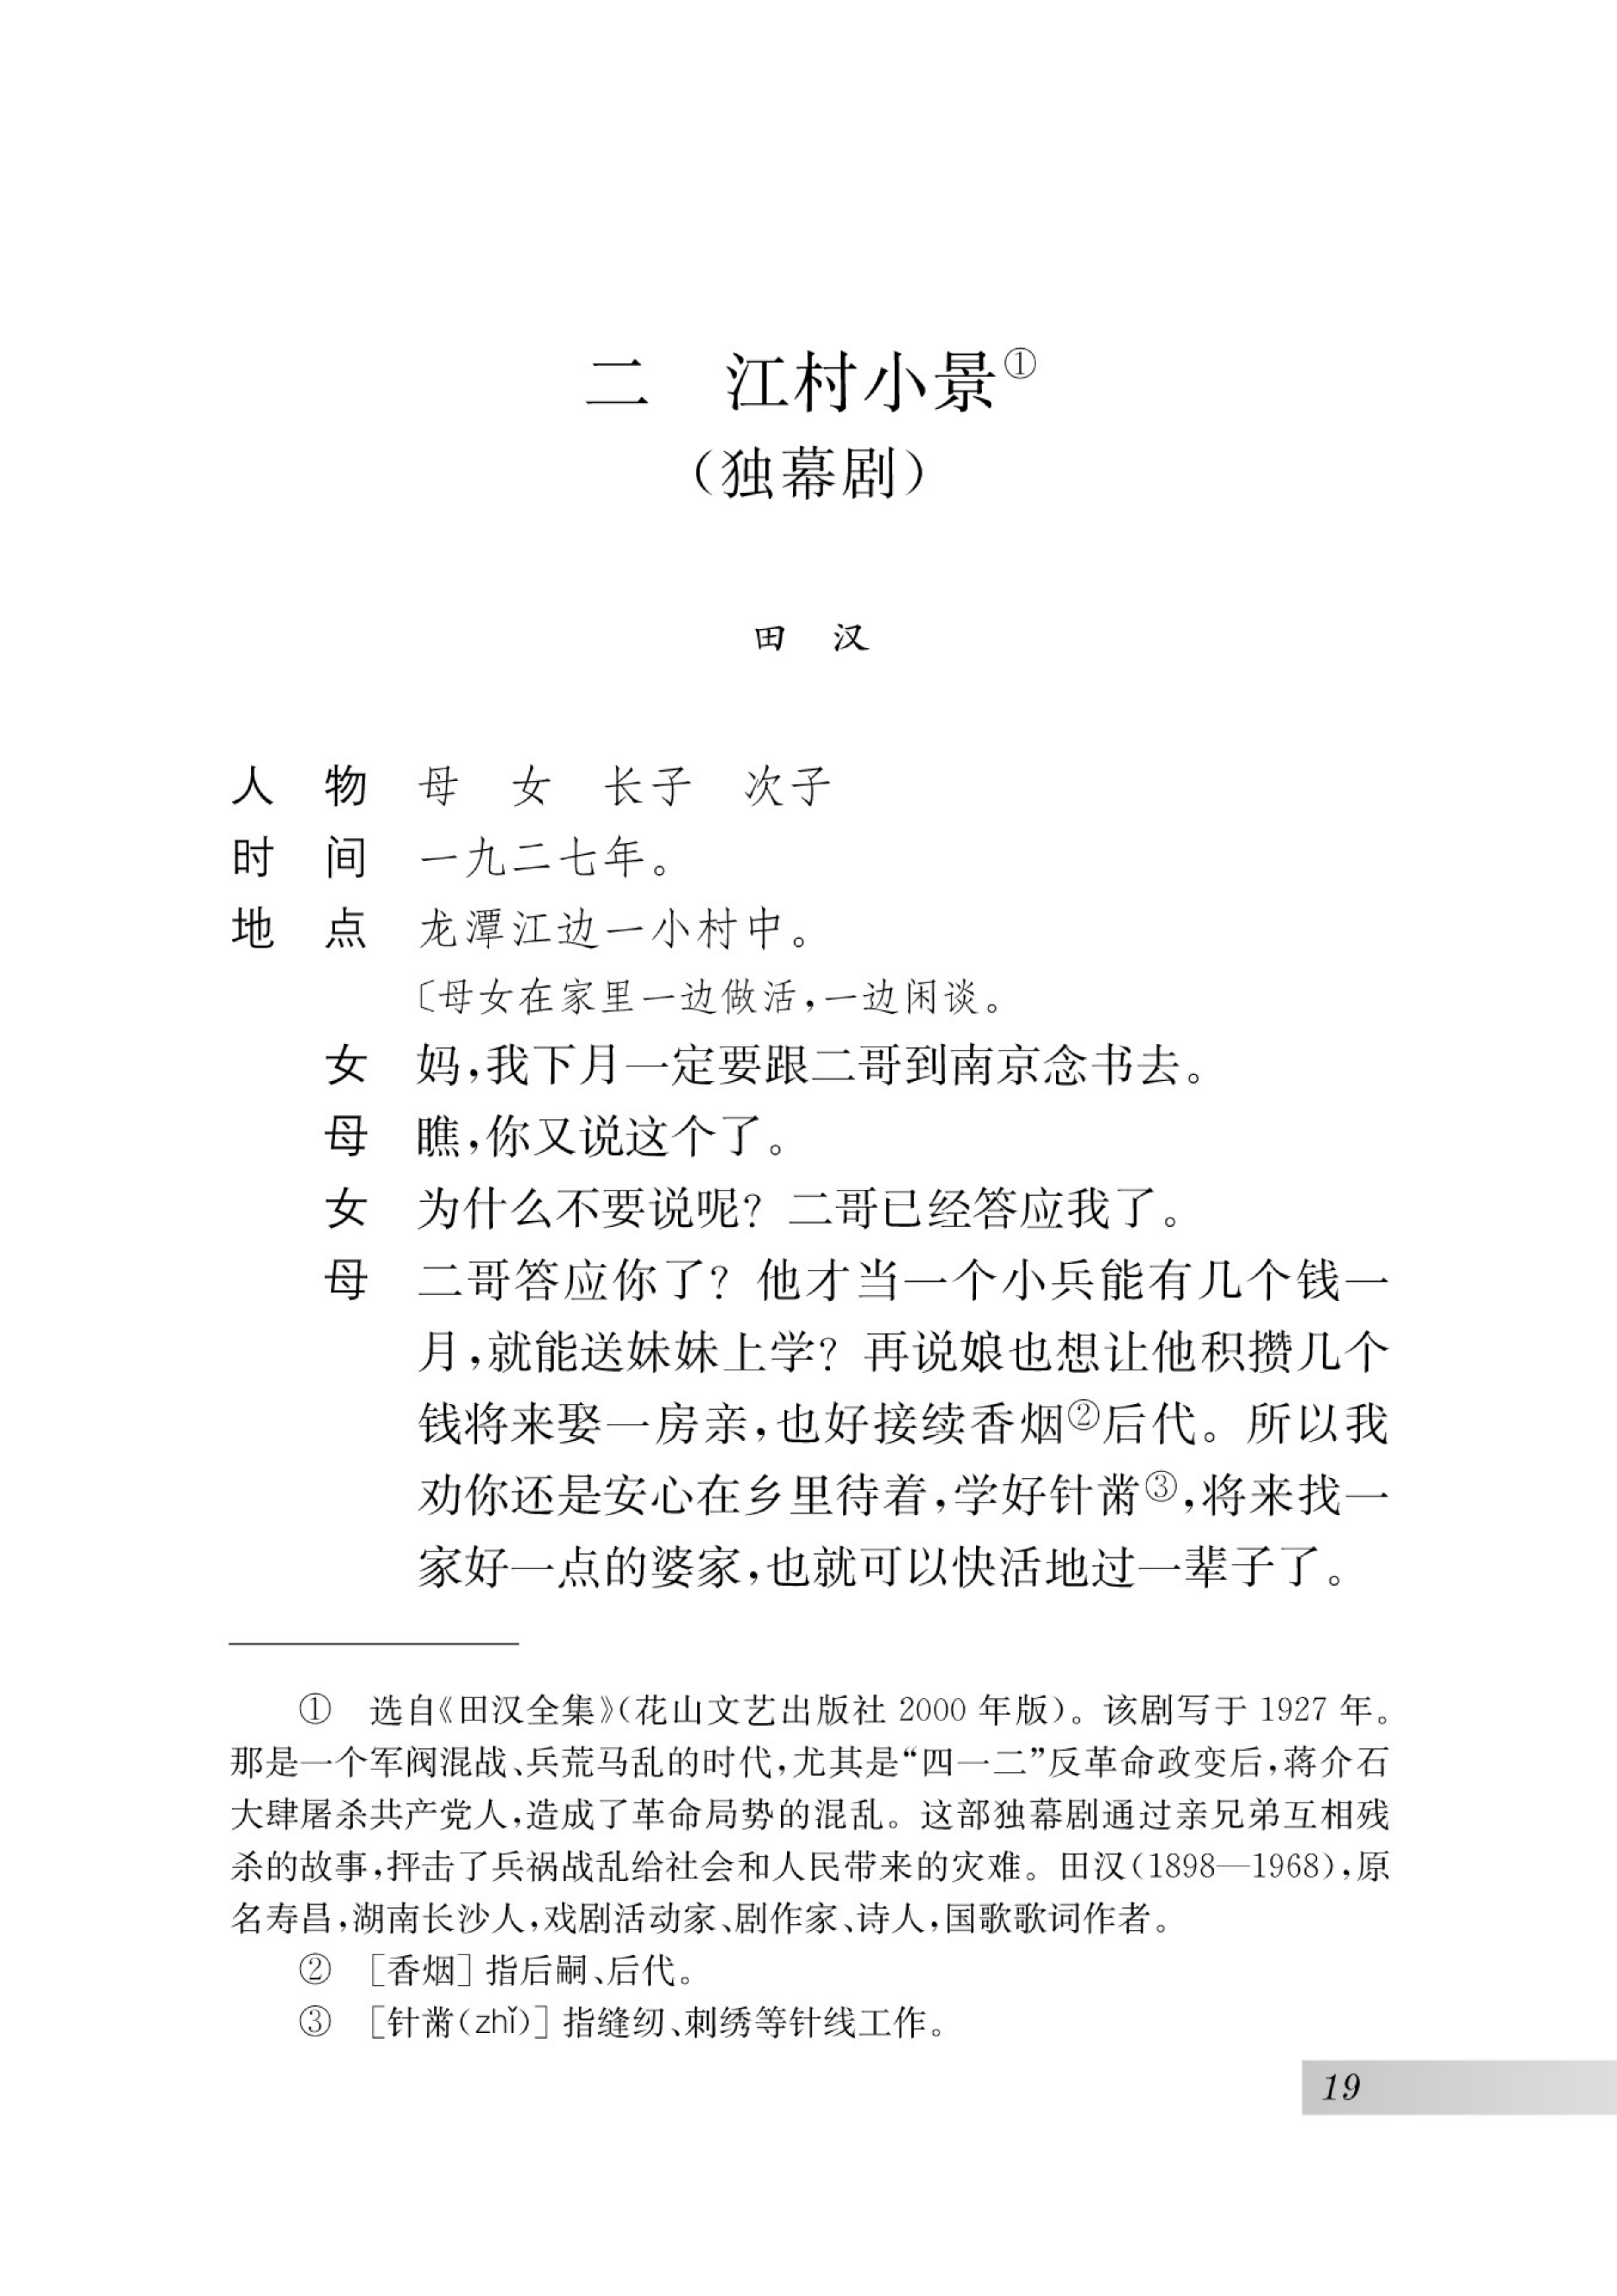 二　江村小景①
（独幕剧）
田　汉
人　物　母　女　长子　次子
时　间　一九二七年。
地　点　龙潭江边一小村中。
〔母女在家里一边做活，一边闲谈。
女　妈，我下月一定要跟二哥到南京念书去。
母　瞧，你又说这个了。
女　为什么不要说呢？二哥已经答应我了。
母　二哥答应你了？他才当一个小兵能有几个钱一
月，就能送妹妹上学？再说娘也想让他积攒几个
钱将来娶一房亲，也好接续香烟②后代。所以我
劝你还是安心在乡里待着，学好针黹③，将来找一
家好一点的婆家，也就可以快活地过一辈子了。
①　选自《田汉全集》（花山文艺出版社 2000 年版）。该剧写于 1927 年。
那是一个军阀混战、兵荒马乱的时代，尤其是“四一二”反革命政变后，蒋介石
大肆屠杀共产党人，造成了革命局势的混乱。这部独幕剧通过亲兄弟互相残
杀的故事，抨击了兵祸战乱给社会和人民带来的灾难。田汉（1898—1968），原
名寿昌，湖南长沙人，戏剧活动家、剧作家、诗人，国歌歌词作者。
②　［香烟］指后嗣、后代。
③　［针黹（zhǐ）］指缝纫、刺绣等针线工作。
19